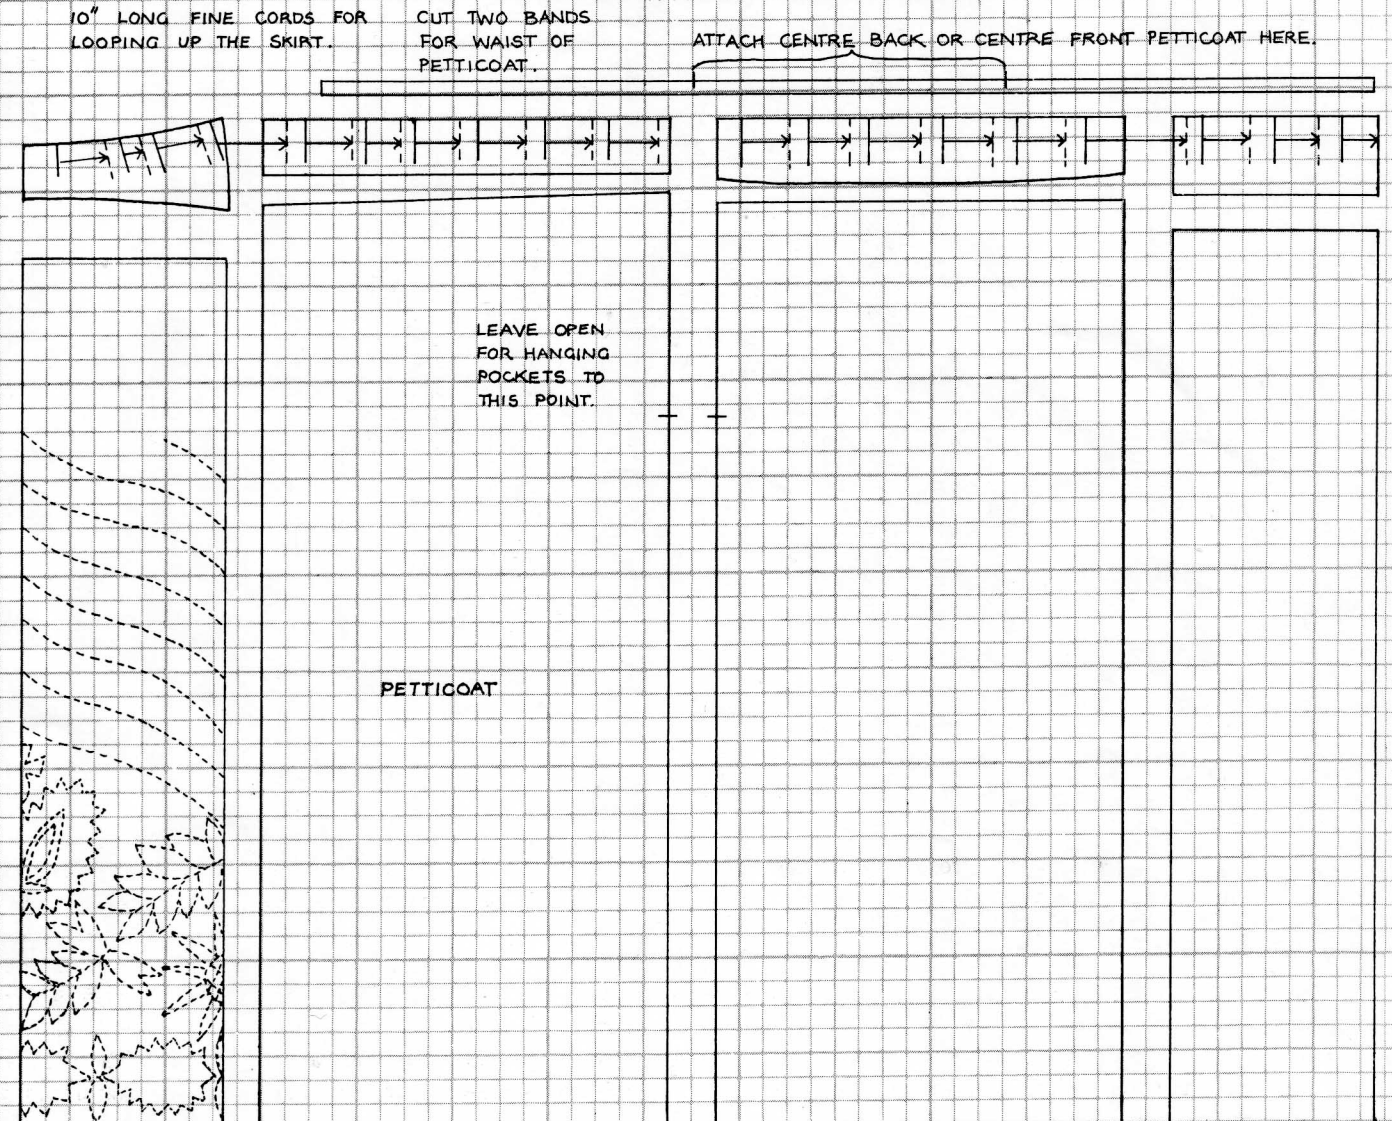 10" LONG FINE CORDS FOR
LOOPING UP THE SKIRT.
CUT TWO BANDS
FOR WAIST OF
PETTICOAT.
ATTACH CENTRE BACK OR CENTRE FRONT PETTICOAT HERE.
LEAVE OPEN
FOR HANGING
POCKETS TO
THIS POINT.
PETTICOAT